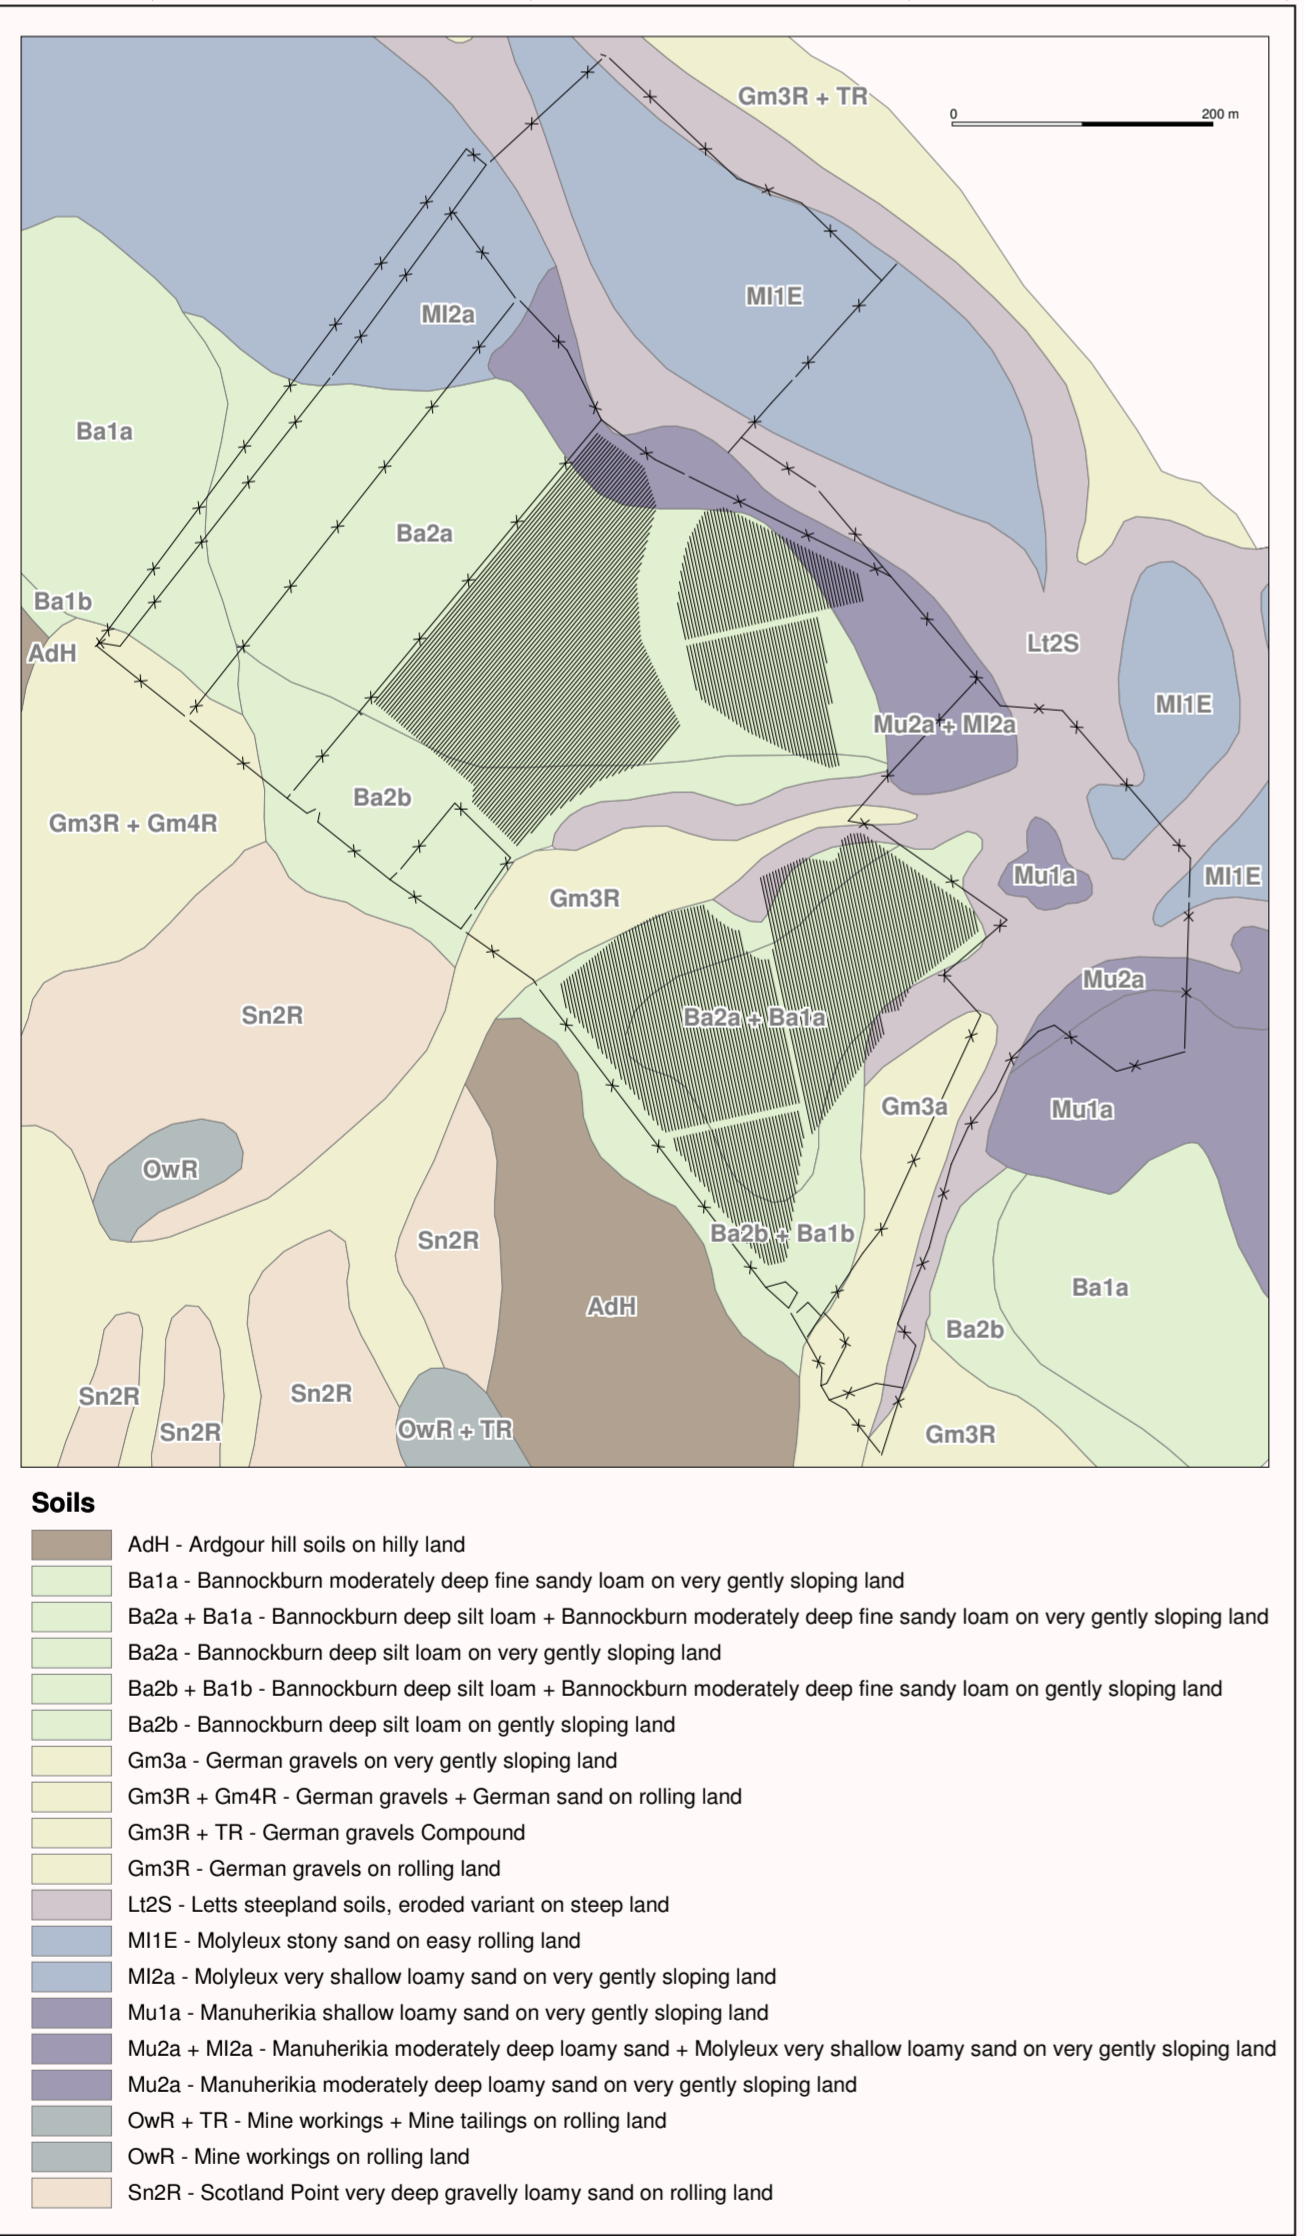 Gm3R + TR
0
200 m
Ml1E
Ml2a
Ba1a
Ba2a
Ba1b
AdH
Lt2S
Ml1E
Mu2a + Ml2a
Ba2b
Gm3R + Gm4R
Mu1a
Ml1E
Gm3R
Mu2a
Sn2R
Ba2a + Ba1a
Gm3a
Mu1a
OwR
Ba2b + Ba1b
Sn2R
Ba1a
AdH
Ba2b
Sn2R
Sn2R
Sn2R
OwR + TR
Gm3R
Soils
AdH - Ardgour hill soils on hilly land
Ba1a - Bannockburn moderately deep fine sandy loam on very gently sloping land
Ba2a + Ba1a - Bannockburn deep silt loam + Bannockburn moderately deep fine sandy loam on very gently sloping land
Ba2a - Bannockburn deep silt loam on very gently sloping land
Ba2b + Ba1b - Bannockburn deep silt loam + Bannockburn moderately deep fine sandy loam on gently sloping land
Ba2b - Bannockburn deep silt loam on gently sloping land
Gm3a - German gravels on very gently sloping land
Gm3R + Gm4R - German gravels + German sand on rolling land
Gm3R + TR - German gravels Compound
Gm3R - German gravels on rolling land
Lt2S - Letts steepland soils, eroded variant on steep land
Ml1E - Molyleux stony sand on easy rolling land
Ml2a - Molyleux very shallow loamy sand on very gently sloping land
Mu1a - Manuherikia shallow loamy sand on very gently sloping land
Mu2a + Ml2a - Manuherikia moderately deep loamy sand + Molyleux very shallow loamy sand on very gently sloping land
Mu2a - Manuherikia moderately deep loamy sand on very gently sloping land
OwR + TR - Mine workings + Mine tailings on rolling land
OwR - Mine workings on rolling land
Sn2R - Scotland Point very deep gravelly loamy sand on rolling land